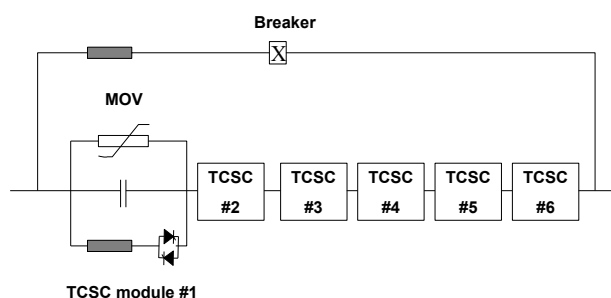 Breaker
X
MOV
TCSC
#2
TCSC
#3
TCSC
#4
TCSC
#5
TCSC
#6
TCSC module #1